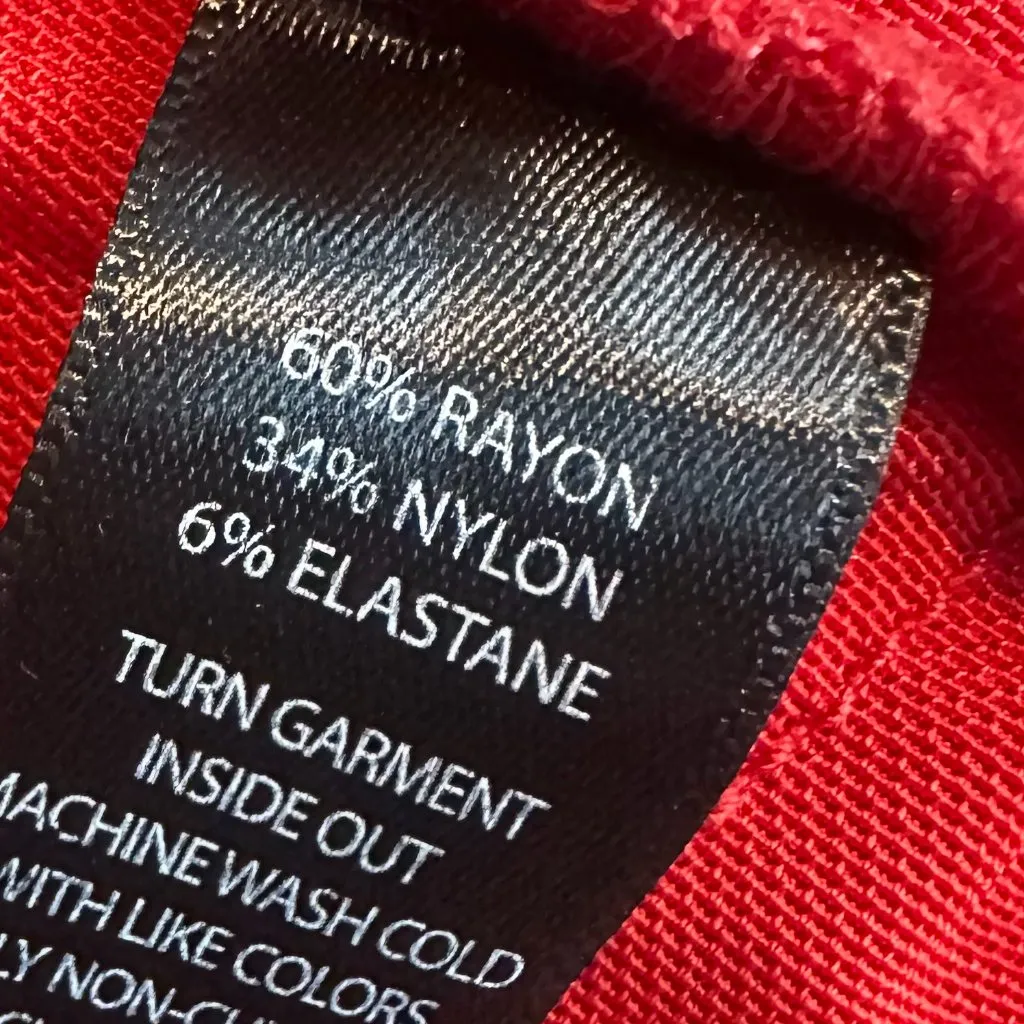 60% RAYON
34% NYLON
6% ELASTANE
TURN GARMENT
INSIDE OUT
MACHINE WASH COLD
WITH LIKE COLORS